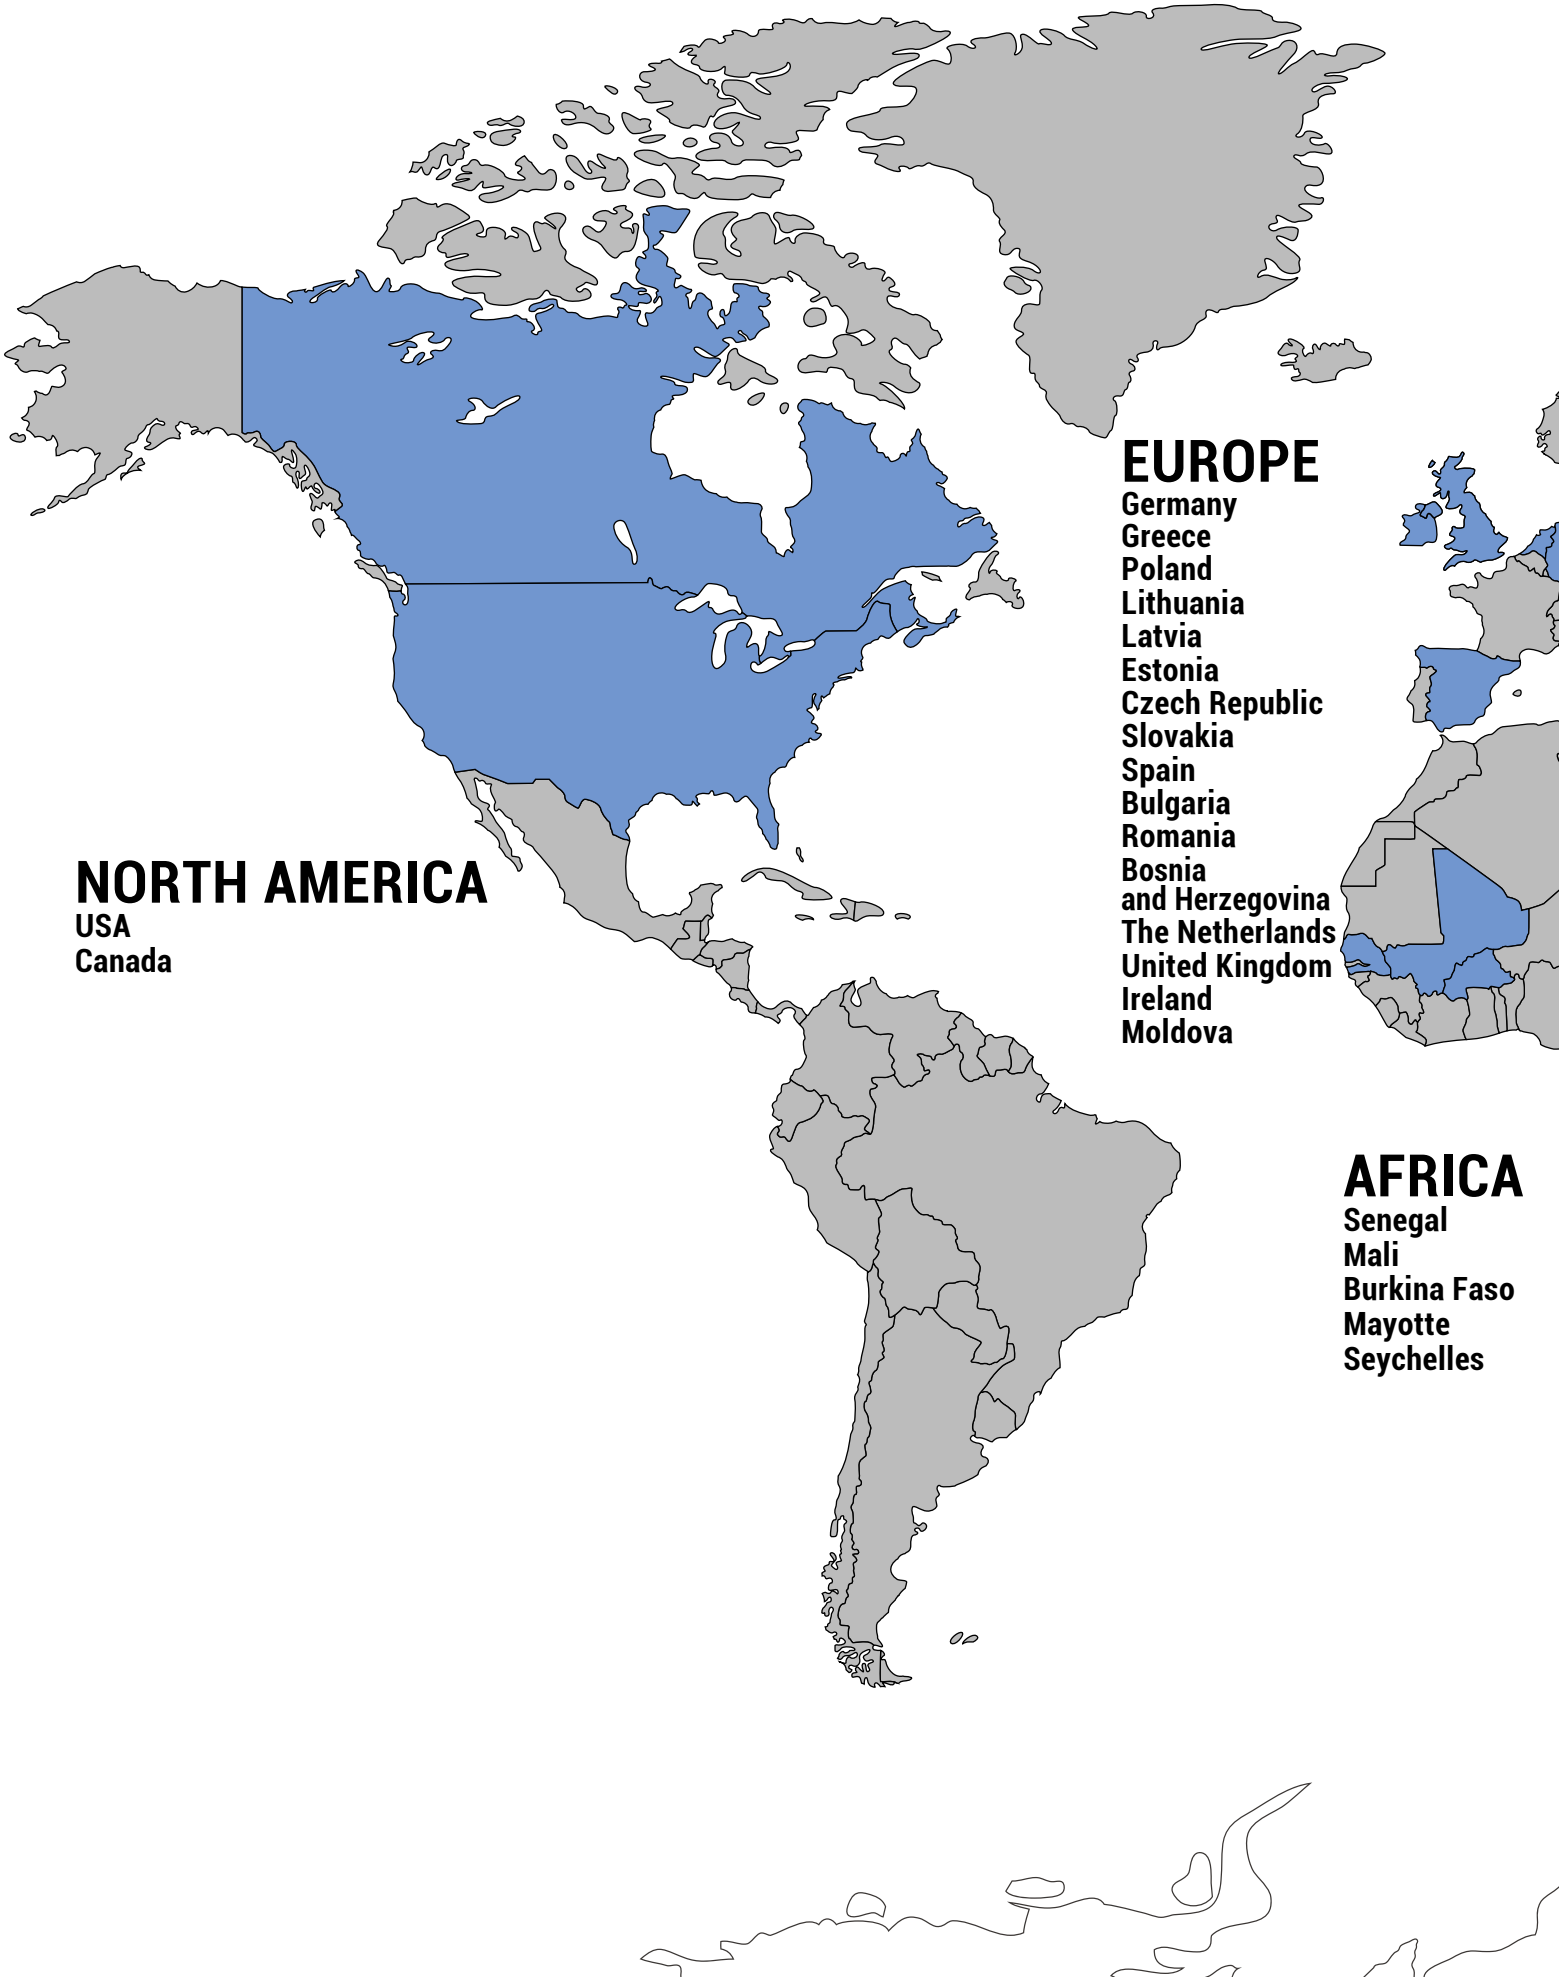 EUROPE
Germany
Greece
Poland
Lithuania
Latvia
Estonia
Czech Republic
Slovakia
Spain
Bulgaria
Romania
Bosnia
and Herzegovina
The Netherlands
United Kingdom
Ireland
Moldova
NORTH AMERICA
USA
Canada
AFRICA
Senegal
Mali
Burkina Faso
Mayotte
Seychelles